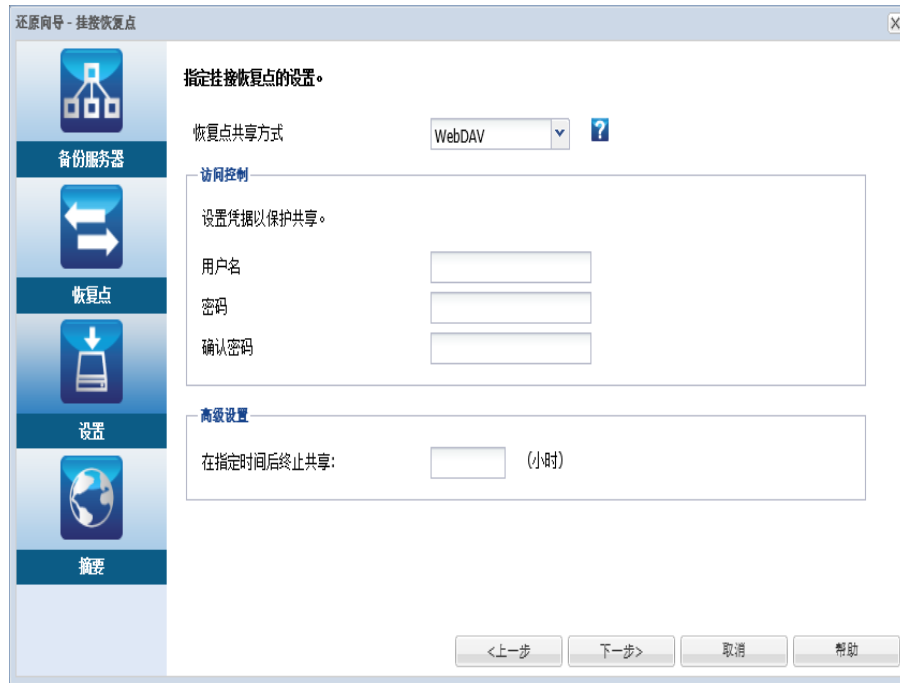 还原向导 - 挂接恢复点
备份服务器
恢复点
设置
摘要
指定挂接恢复点的设置。
恢复点共享方式
WebDAV
?
访问控制
设置凭据以保护共享。
用户名
密码
确认密码
高级设置
在指定时间后终止共享: (小时)
<上一步 下一步> 取消 帮助